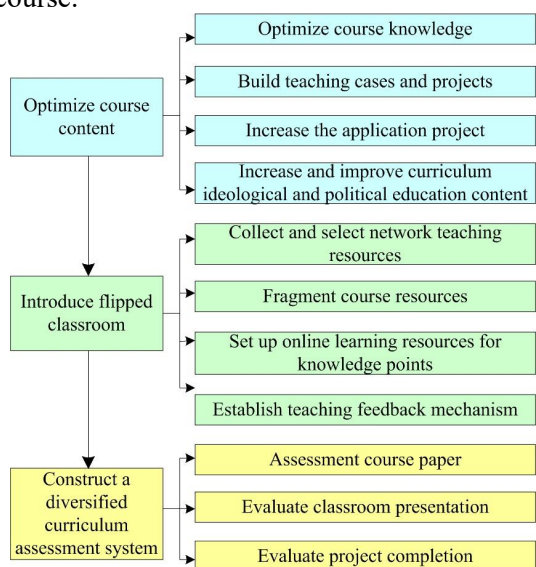 course.
Optimize course
content
Optimize course knowledge
Build teaching cases and projects
Increase the application project
Increase and improve curriculum
ideological and political education content
Introduce flipped
classroom
Collect and select network teaching
resources
Fragment course resources
Set up online learning resources for
knowledge points
Establish teaching feedback mechanism
Construct a
diversified
curriculum
assessment system
Assessment course paper
Evaluate classroom presentation
Evaluate project completion